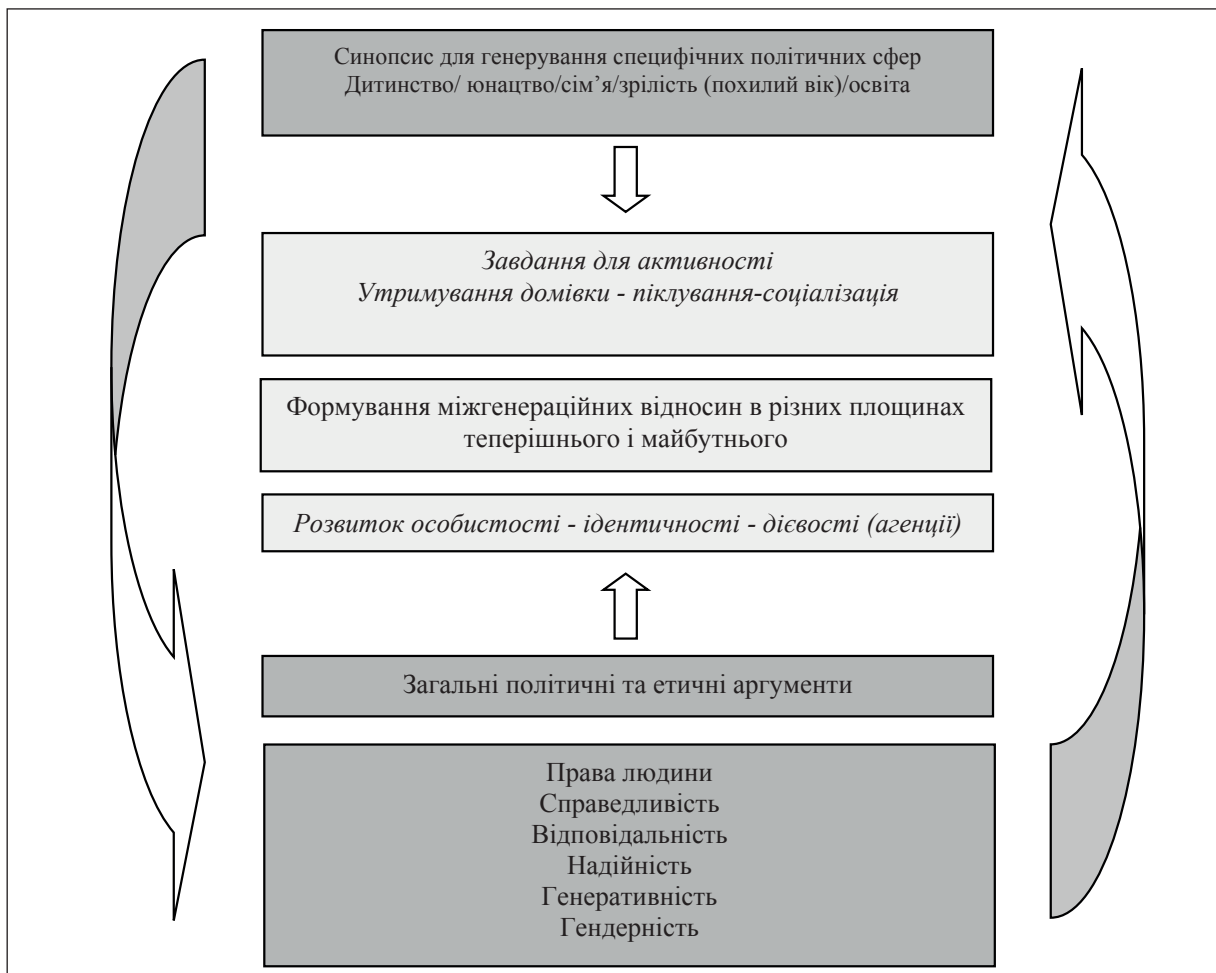 Синопсис для генерування специфічних політичних сфер
Дитинство/ юнацтво/сім’я/зрілість (похилий вік)/освіта
Завдання для активності
Утримування домівки - піклування-соціалізація
Формування міжгенераційних відносин в різних площинах
теперішнього і майбутнього
Розвиток особистості - ідентичності - дієвості (агенції)
Загальні політичні та етичні аргументи
Права людини
Справедливість
Відповідальність
Надійність
Генеративність
Гендерність